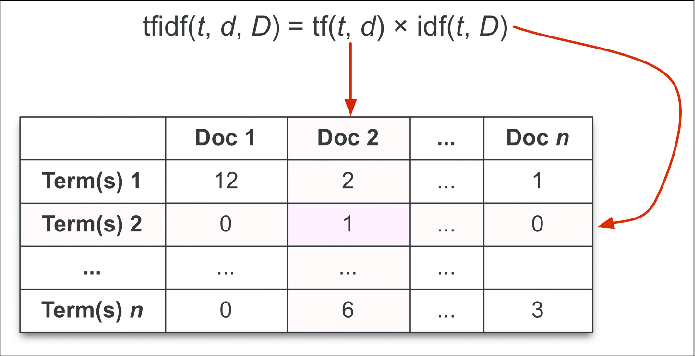 tfidf(t, d, D) = tf(t, d) × idf(t, D)
Doc 1 Doc 2 ... Doc n
Term(s) 1 12 2 ... 1
Term(s) 2 0 1 ... 0
... ... ... ...
Term(s) n 0 6 ... 3